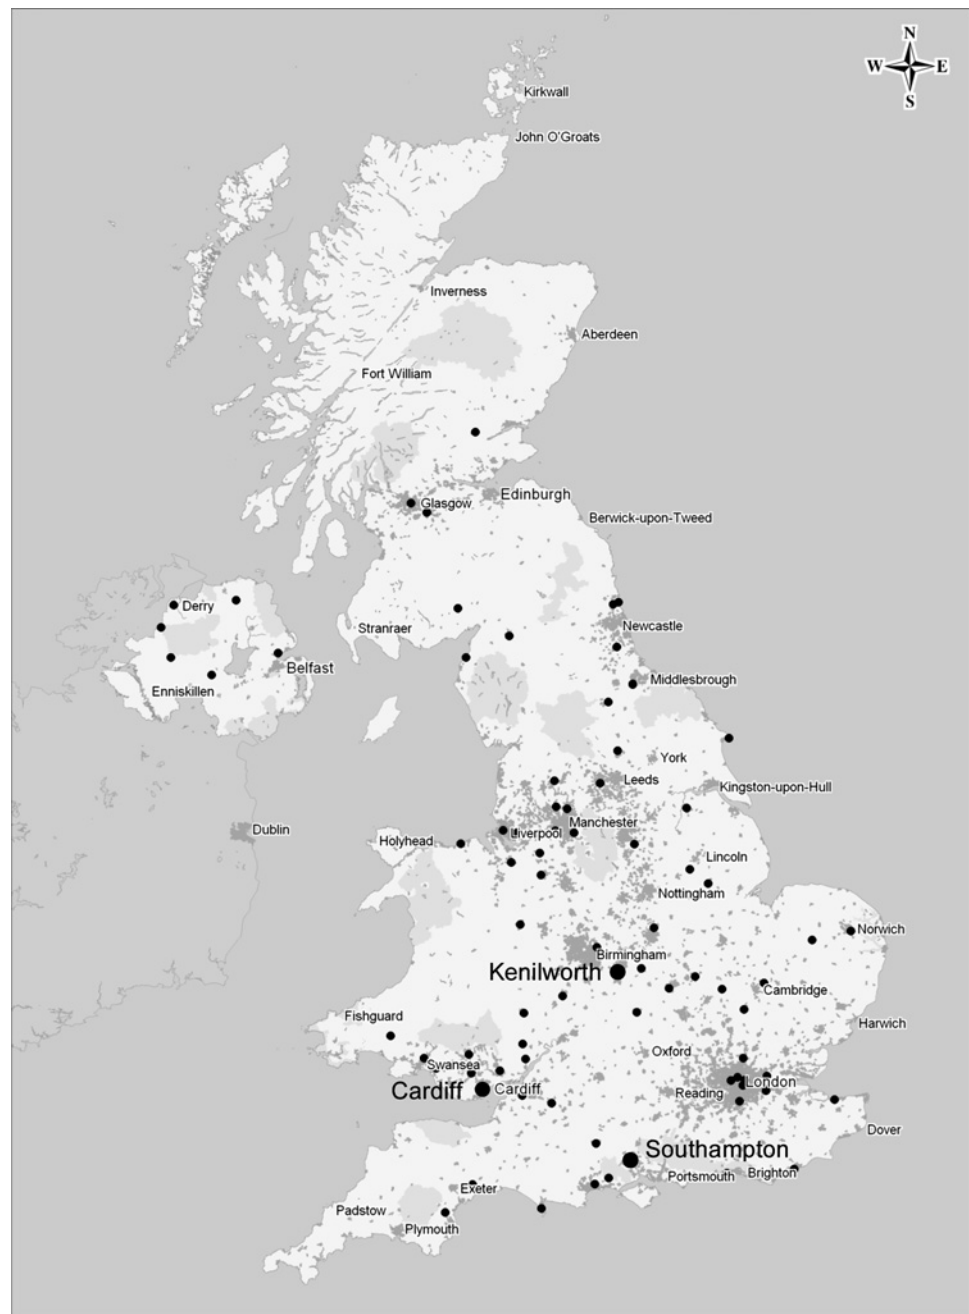 N
W E
S
Kirkwall
John O'Groats
Inverness
Aberdeen
Fort William
Glasgow
Edinburgh
Berwick-upon-Tweed
Derry
Stranraer
Newcastle
Belfast
Enniskillen
Middlesbrough
York
Leeds
Kingston-upon-Hull
Dublin
Manchester
Liverpool
Holyhead
Lincoln
Nottingham
Norwich
Birmingham
Kenilworth
Cambridge
Fishguard
Harwich
Oxford
Swansea
London
Cardiff
Cardiff
Reading
Dover
Southampton
Portsmouth
Brighton
Exeter
Padstow
Plymouth